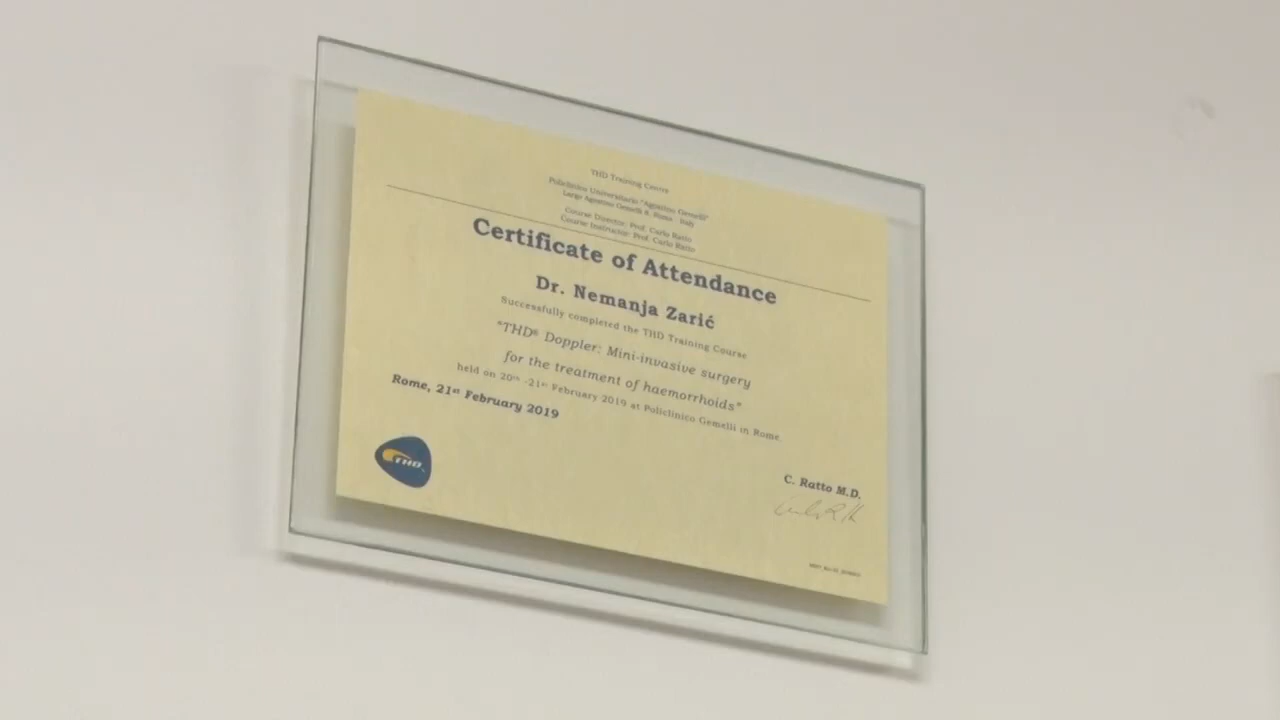 THD Training Centre
Policlinico Universitario "Agostino Gemelli"
Largo Agostino Gemelli 8, Rome - Italy
Course Director: Prof. Carlo Ratto
Course Instructor: Prof. Carlo Ratto
Certificate of Attendance
Dr. Nemanja Zarić
Successfully completed the THD Training Course
"THD® Doppler: Mini-invasive surgery
for the treatment of haemorrhoids"
held on 20th -21st February 2019 at Policlinico Gemelli in Rome
Rome, 21st February 2019
THD
C. Ratto M.D.